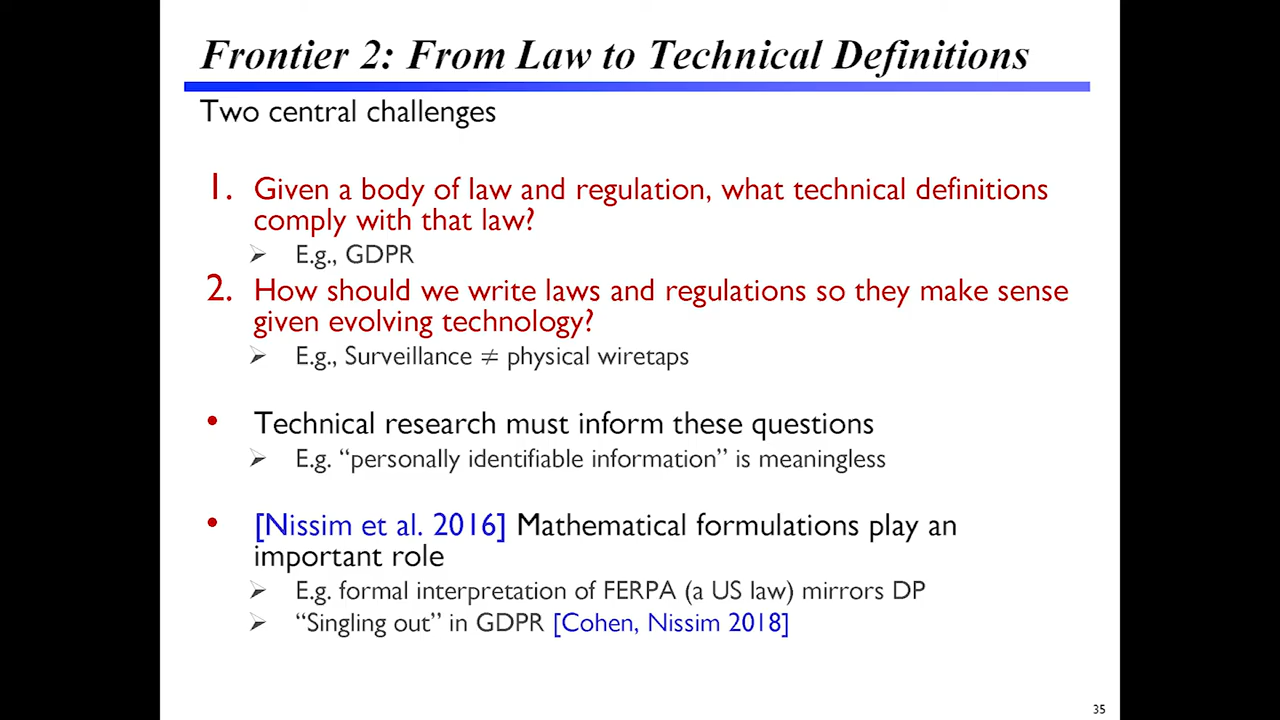 Frontier 2: From Law to Technical Definitions
Two central challenges
1. Given a body of law and regulation, what technical definitions
comply with that law?
➢ E.g., GDPR
2. How should we write laws and regulations so they make sense
given evolving technology?
➢ E.g., Surveillance ≠ physical wiretaps
• Technical research must inform these questions
➢ E.g. “personally identifiable information” is meaningless
• [Nissim et al. 2016] Mathematical formulations play an
important role
➢ E.g. formal interpretation of FERPA (a US law) mirrors DP
➢ “Singling out” in GDPR [Cohen, Nissim 2018]
35